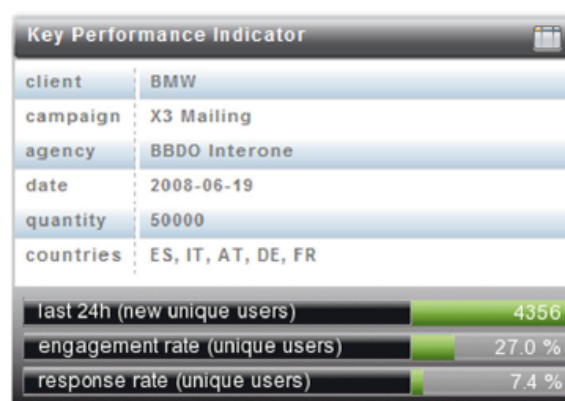 Key Performance Indicator
client BMW
campaign X3 Mailing
agency BBDO Interone
date 2008-06-19
quantity 50000
countries ES, IT, AT, DE, FR
last 24h (new unique users) 4356
engagement rate (unique users) 27.0 %
response rate (unique users) 7.4 %